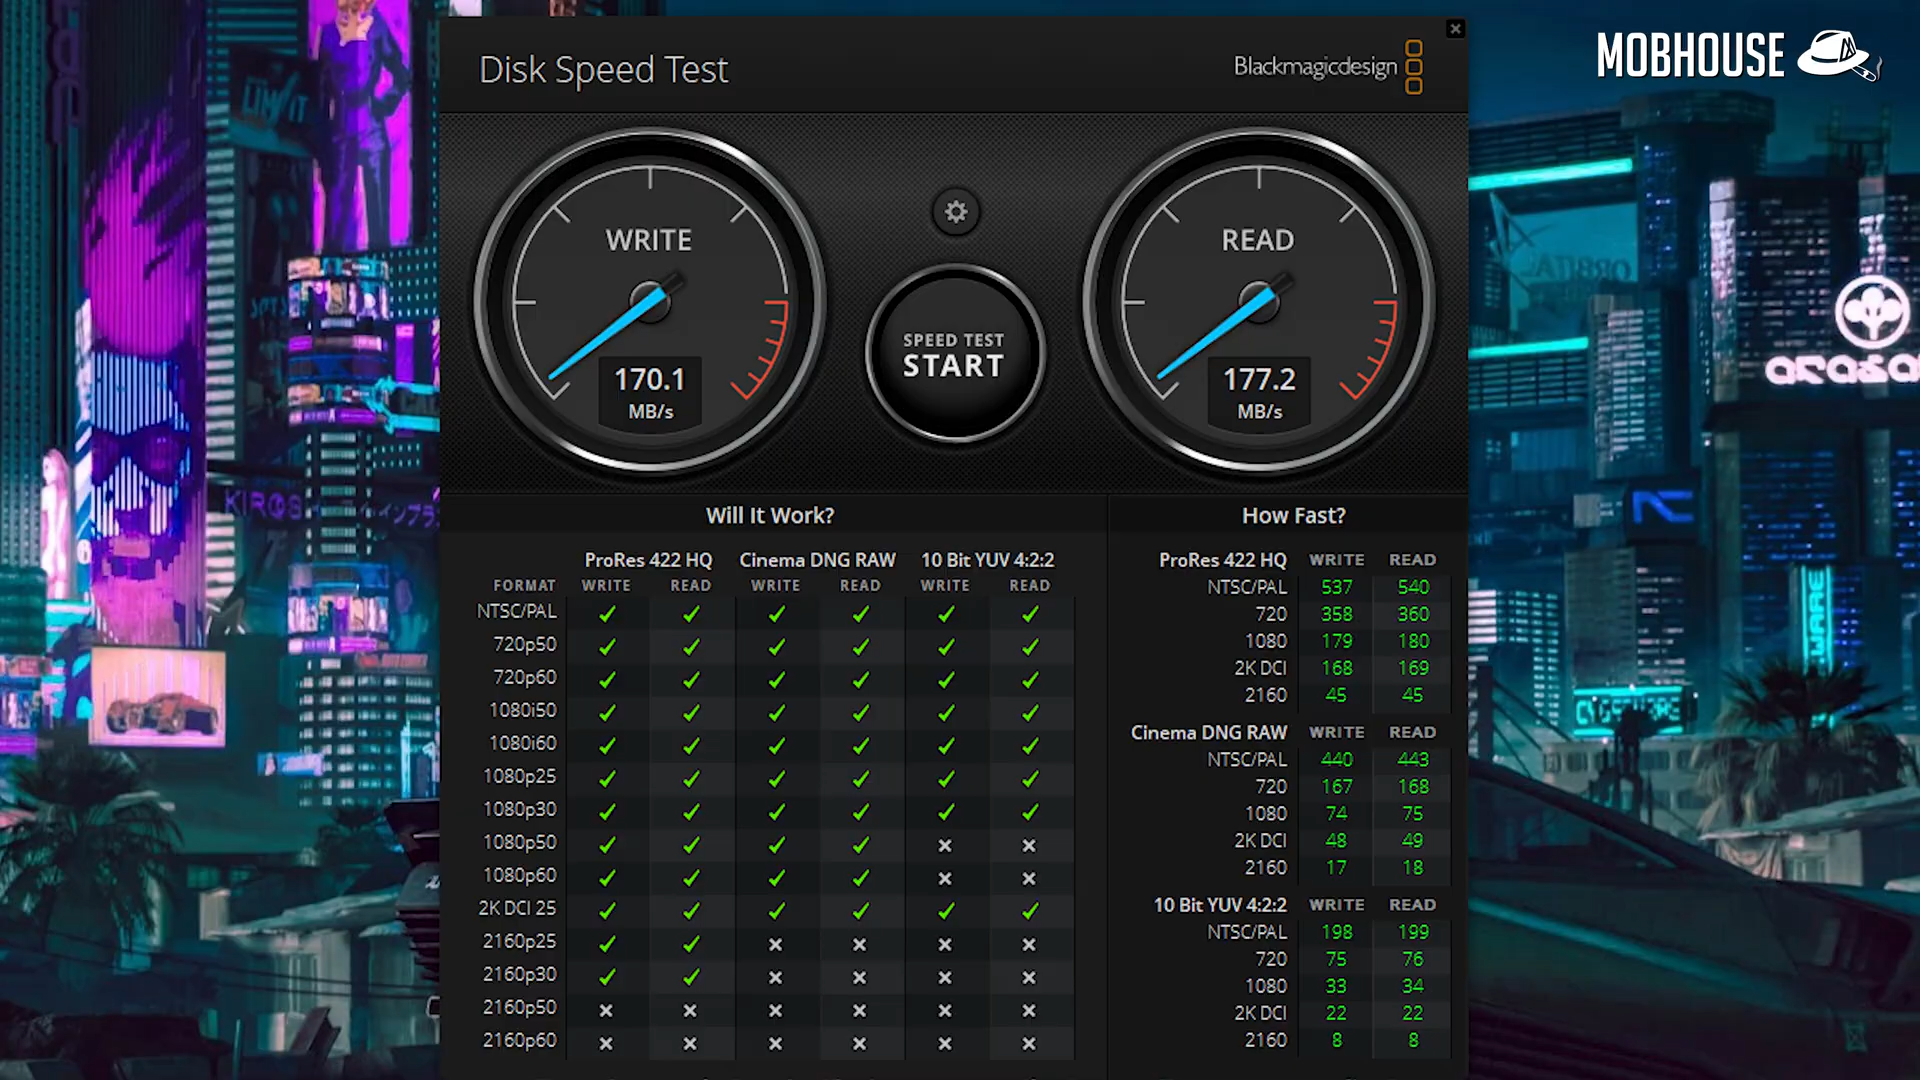 MOBHOUSE
Disk Speed Test
Blackmagicdesign
WRITE
170.1
MB/s
SPEED TEST
START
READ
177.2
MB/s
Will It Work?
ProRes 422 HQ Cinema DNG RAW 10 Bit YUV 4:2:2
FORMAT WRITE READ WRITE READ WRITE READ
NTSC/PAL ✓ ✓ ✓ ✓ ✓ ✓
720p50 ✓ ✓ ✓ ✓ ✓ ✓
720p60 ✓ ✓ ✓ ✓ ✓ ✓
1080i50 ✓ ✓ ✓ ✓ ✓ ✓
1080i60 ✓ ✓ ✓ ✓ ✓ ✓
1080p25 ✓ ✓ ✓ ✓ ✓ ✓
1080p30 ✓ ✓ ✓ ✓ ✓ ✓
1080p50 ✓ ✓ ✓ ✓ × ×
1080p60 ✓ ✓ ✓ ✓ × ×
2K DCI 25 ✓ ✓ ✓ ✓ ✓ ✓
2160p25 ✓ ✓ × × × ×
2160p30 ✓ ✓ × × × ×
2160p50 × × × × × ×
2160p60 × × × × × ×
How Fast?
ProRes 422 HQ WRITE READ
NTSC/PAL 537 540
720 358 360
1080 179 180
2K DCI 168 169
2160 45 45
Cinema DNG RAW WRITE READ
NTSC/PAL 440 443
720 167 168
1080 74 75
2K DCI 48 49
2160 17 18
10 Bit YUV 4:2:2 WRITE READ
NTSC/PAL 198 199
720 75 76
1080 33 34
2K DCI 22 22
2160 8 8
KIROSHI
ORBITAL
arasa
WARE